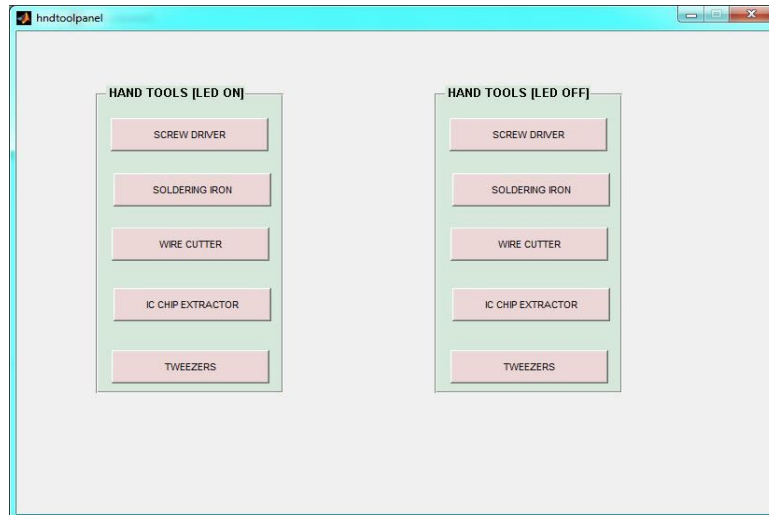 hndtoolpanel
HAND TOOLS [LED ON]
SCREW DRIVER
SOLDERING IRON
WIRE CUTTER
IC CHIP EXTRACTOR
TWEEZERS
HAND TOOLS [LED OFF]
SCREW DRIVER
SOLDERING IRON
WIRE CUTTER
IC CHIP EXTRACTOR
TWEEZERS